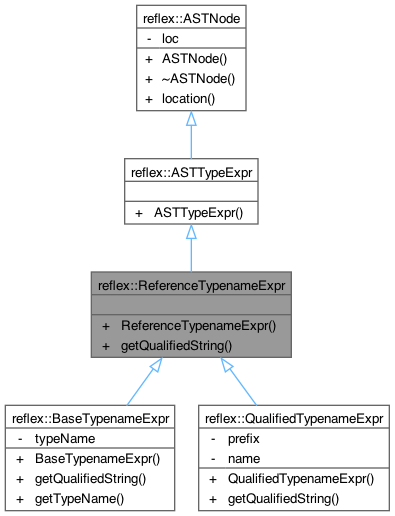 reflex::ASTNode
- loc
+ ASTNode()
+ ~ASTNode()
+ location()
reflex::ASTTypeExpr
+ ASTTypeExpr()
reflex::ReferenceTypenameExpr
+ ReferenceTypenameExpr()
+ getQualifiedString()
reflex::BaseTypenameExpr
- typeName
+ BaseTypenameExpr()
+ getQualifiedString()
+ getTypeName()
reflex::QualifiedTypenameExpr
- prefix
- name
+ QualifiedTypenameExpr()
+ getQualifiedString()